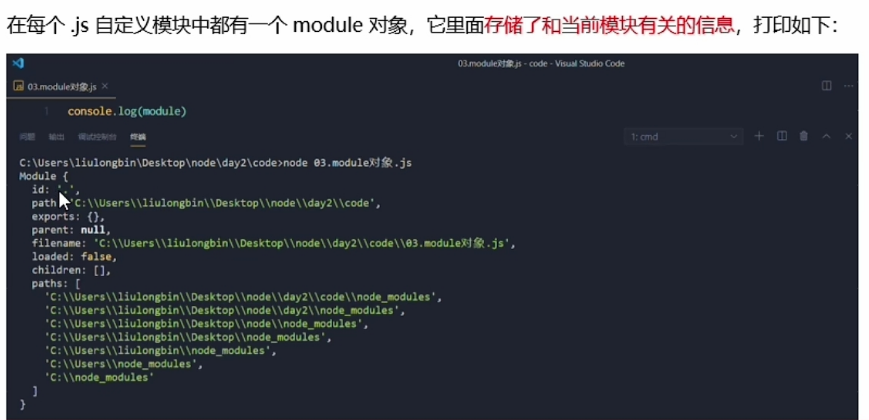 在每个 .js 自定义模块中都有一个 module 对象，它里面存储了和当前模块有关的信息，打印如下：
03.module对象.js - code - Visual Studio Code
03.module对象.js ×
1 console.log(module)
问题 输出 调试控制台 终端 1: cmd
C:\Users\liulongbin\Desktop\node\day2\code>node 03.module对象.js
Module {
id: '.',
path: 'C:\\Users\\liulongbin\\Desktop\\node\\day2\\code',
exports: {},
parent: null,
filename: 'C:\\Users\\liulongbin\\Desktop\\node\\day2\\code\\03.module对象.js',
loaded: false,
children: [],
paths: [
'C:\\Users\\liulongbin\\Desktop\\node\\day2\\code\\node_modules',
'C:\\Users\\liulongbin\\Desktop\\node\\day2\\node_modules',
'C:\\Users\\liulongbin\\Desktop\\node\\node_modules',
'C:\\Users\\liulongbin\\Desktop\\node_modules',
'C:\\Users\\liulongbin\\node_modules',
'C:\\Users\\node_modules',
'C:\\node_modules'
]
}